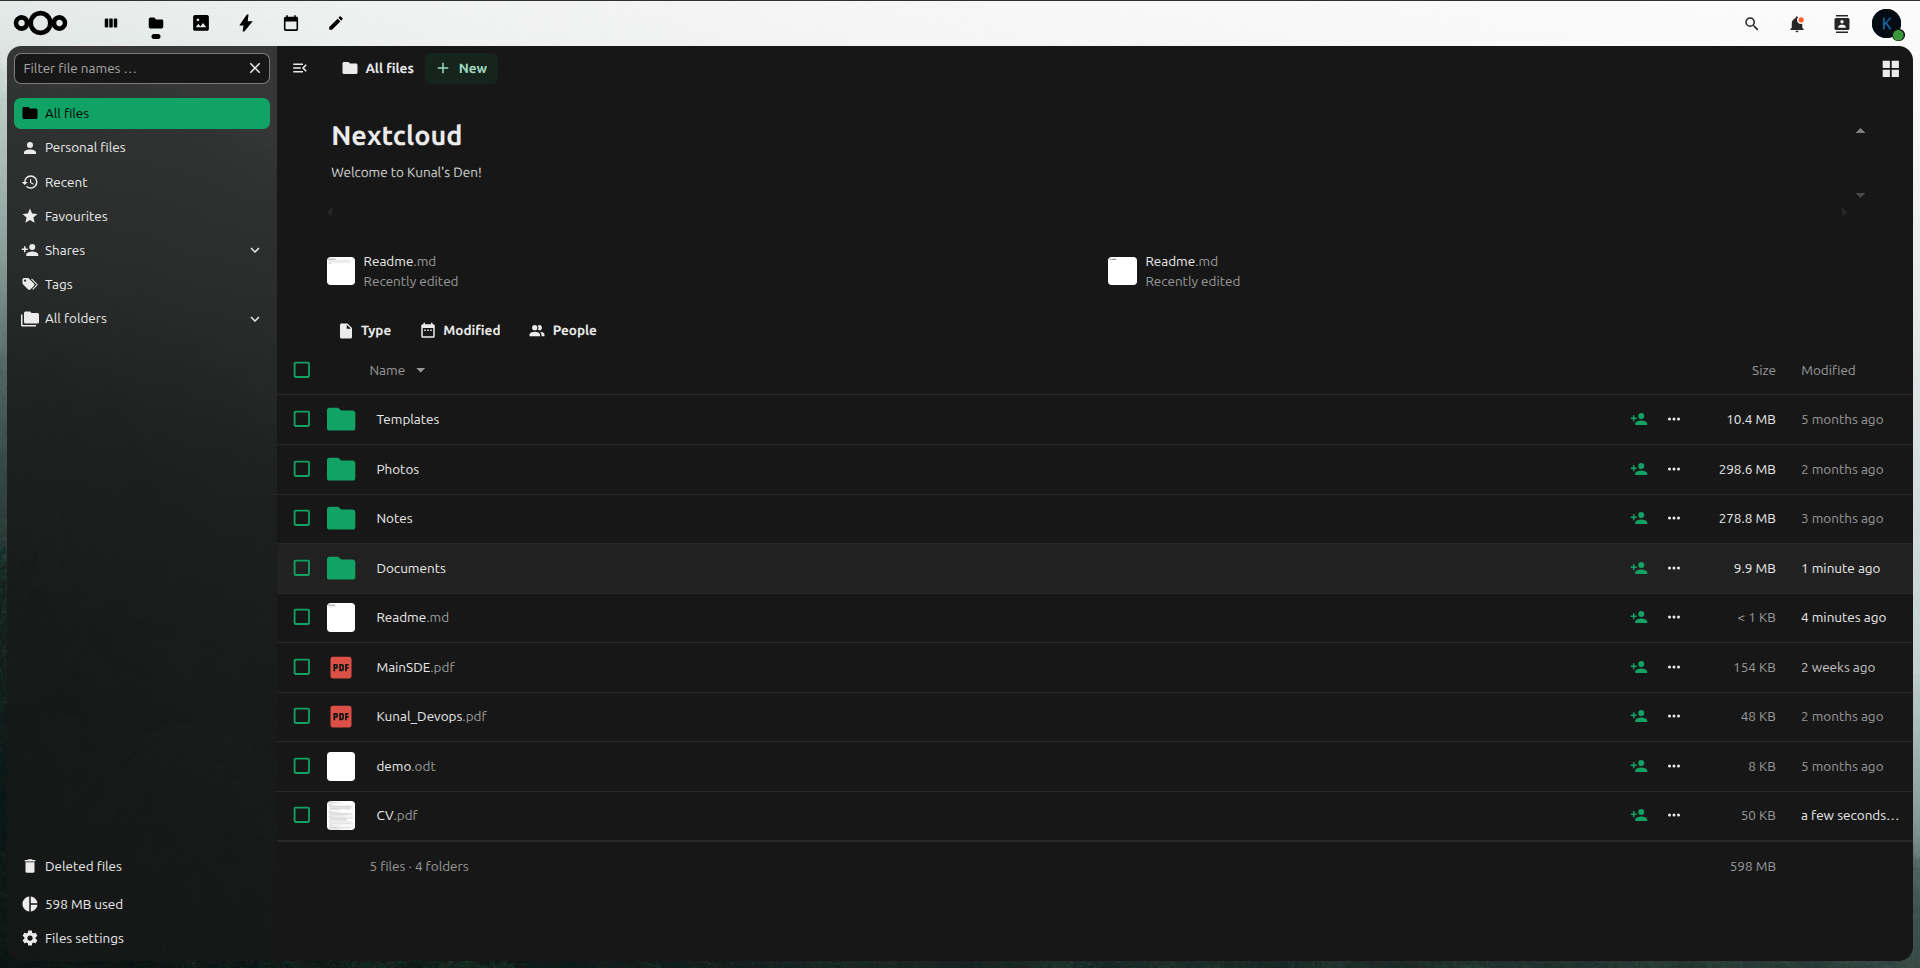 K
Filter file names ...
All files
New
All files
Personal files
Recent
Favourites
Shares
Tags
All folders
Nextcloud
Welcome to Kunal's Den!
Readme.md
Recently edited
Readme.md
Recently edited
Type Modified People
Name Size Modified
Templates 10.4 MB 5 months ago
Photos 298.6 MB 2 months ago
Notes 278.8 MB 3 months ago
Documents 9.9 MB 1 minute ago
Readme.md < 1 KB 4 minutes ago
PDF MainSDE.pdf 154 KB 2 weeks ago
PDF Kunal_Devops.pdf 48 KB 2 months ago
demo.odt 8 KB 5 months ago
CV.pdf 50 KB a few seconds...
5 files · 4 folders 598 MB
Deleted files
598 MB used
Files settings